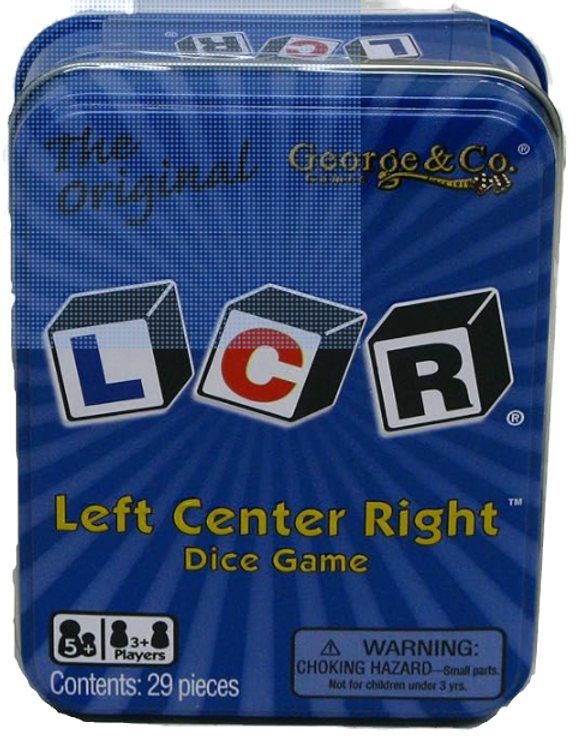 L C R
The
Original
George & Co.®
L C R®
Left Center Right™
Dice Game
5+ 3+
Players
Contents: 29 pieces
WARNING:
CHOKING HAZARD—Small parts.
Not for children under 3 yrs.